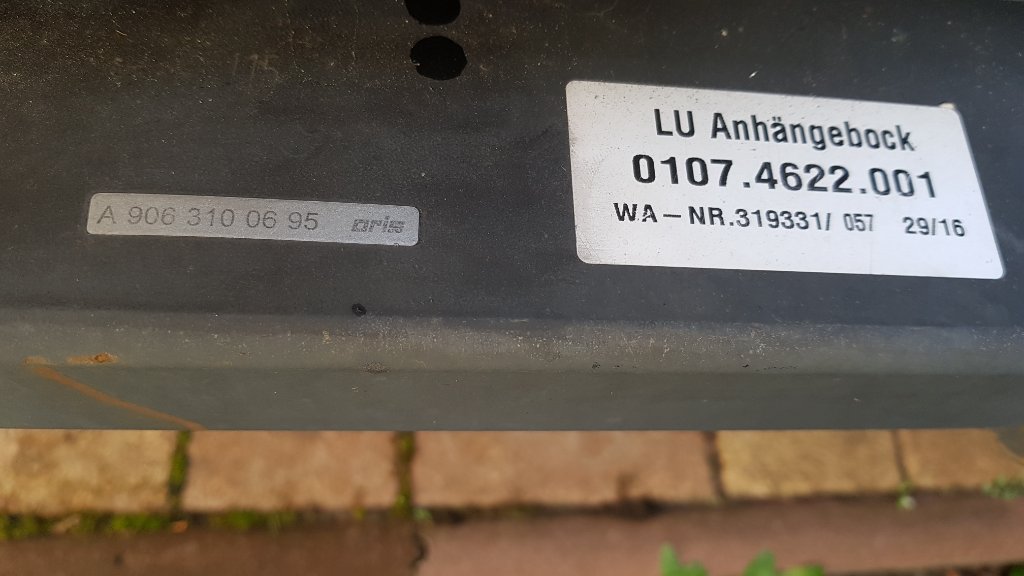 A 906 310 06 95 oris
LU Anhängebock
0107.4622.001
WA-NR.319331/ 057 29/16